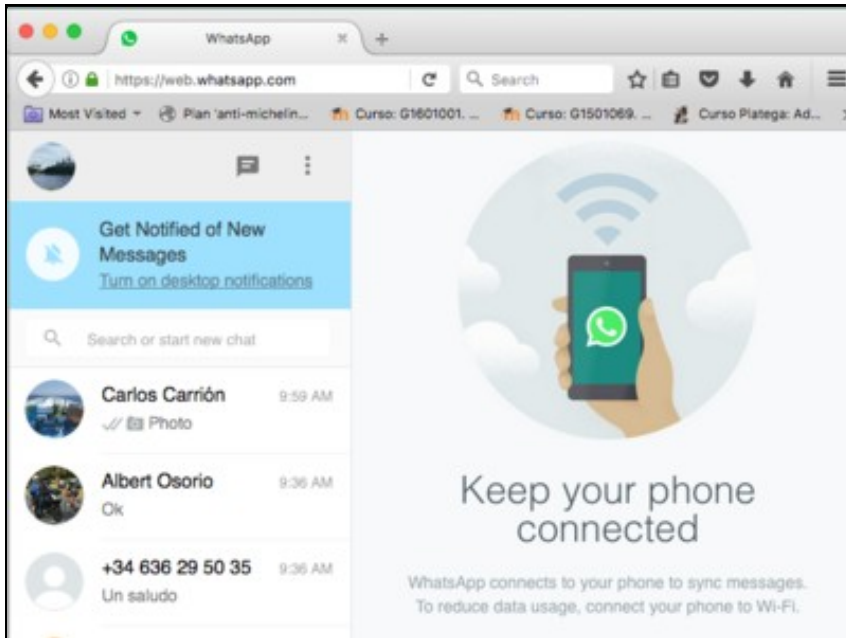 WhatsApp
https://web.whatsapp.com
Search
Most Visited
Plan 'anti-michelin...
Curso: G1601001. ...
Curso: G1501069. ...
Curso Platega: Ad...
Get Notified of New
Messages
Turn on desktop notifications
Search or start new chat
Carlos Carrión 9:59 AM
Photo
Albert Osorio 9:36 AM
Ok
+34 636 29 50 35 9:36 AM
Un saludo
Keep your phone
connected
WhatsApp connects to your phone to sync messages.
To reduce data usage, connect your phone to Wi-Fi.